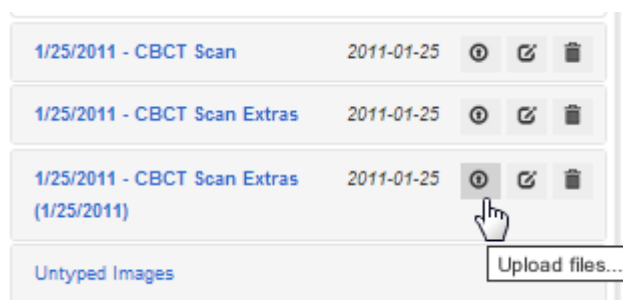 1/25/2011 - CBCT Scan 2011-01-25
1/25/2011 - CBCT Scan Extras 2011-01-25
1/25/2011 - CBCT Scan Extras 2011-01-25
(1/25/2011)
Untyped Images
Upload files...